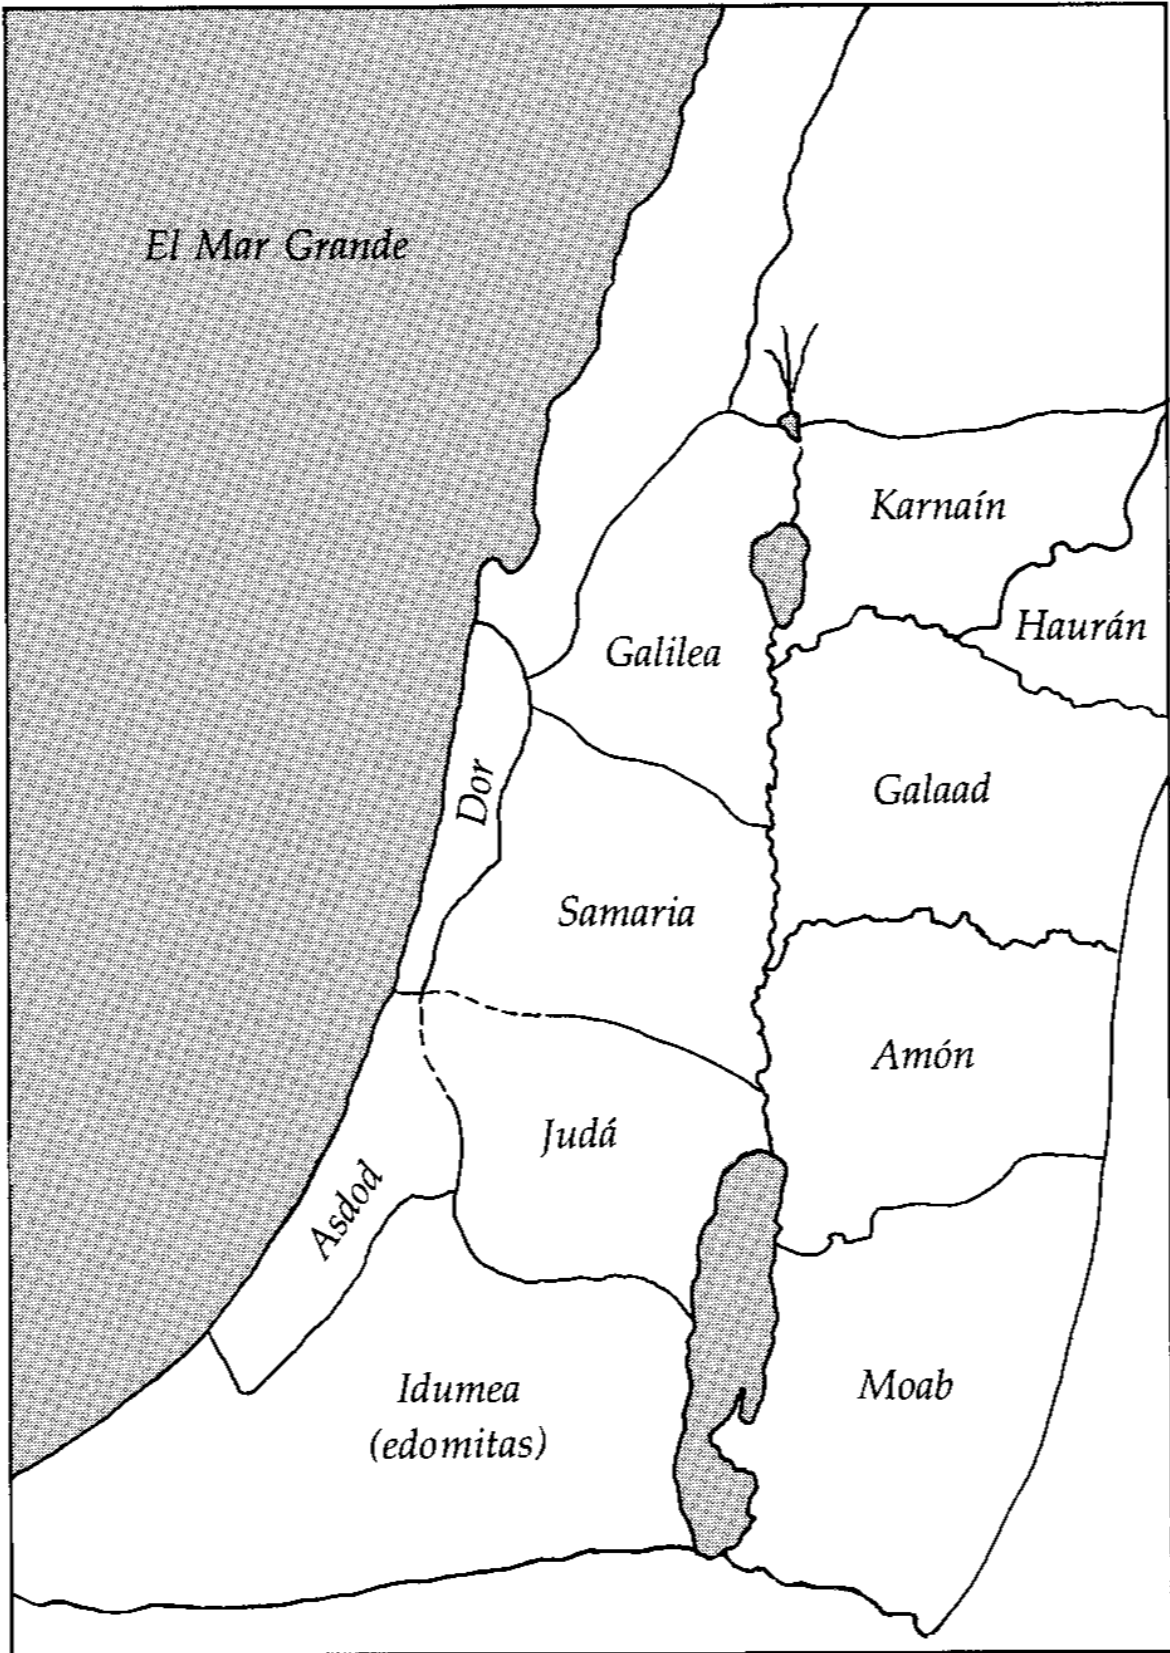 El Mar Grande
Karnaín
Haurán
Galilea
Dor
Galaad
Samaria
Amón
Judá
Asdod
Idumea
(edomitas)
Moab